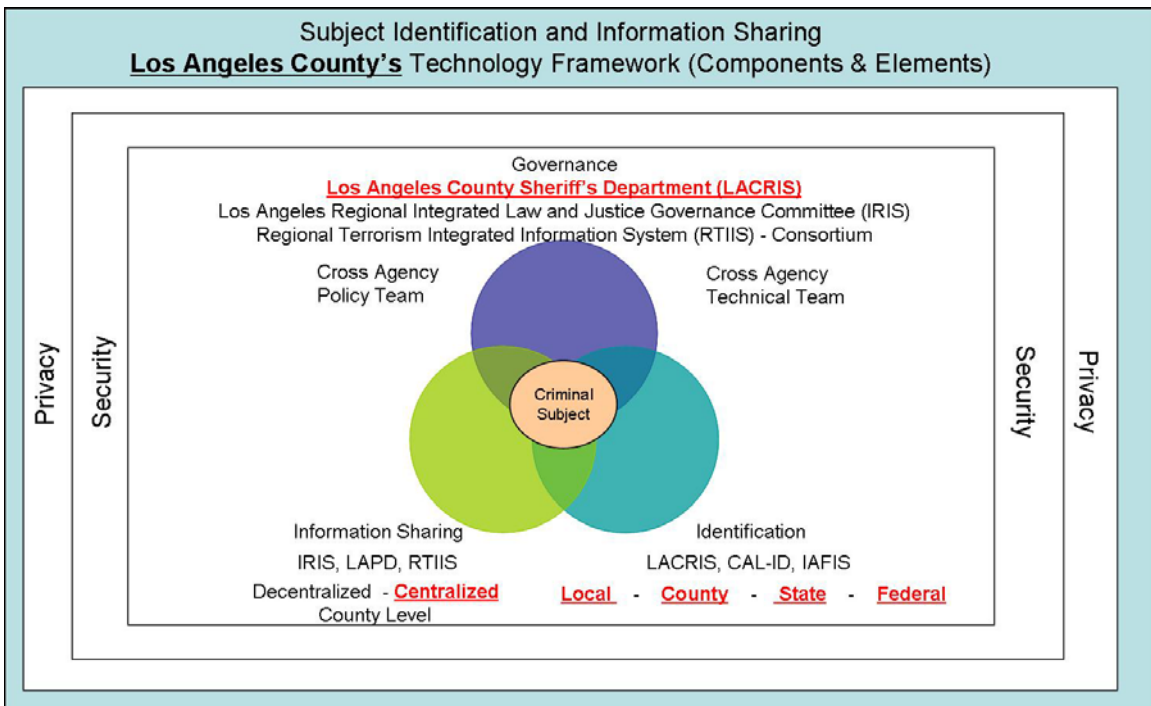 Subject Identification and Information Sharing
Los Angeles County's Technology Framework (Components & Elements)
Privacy
Security
Governance
Los Angeles County Sheriff's Department (LACRIS)
Los Angeles Regional Integrated Law and Justice Governance Committee (IRIS)
Regional Terrorism Integrated Information System (RTIIS) - Consortium
Cross Agency
Policy Team
Cross Agency
Technical Team
Criminal
Subject
Information Sharing
IRIS, LAPD, RTIIS
Decentralized - Centralized
County Level
Identification
LACRIS, CAL-ID, IAFIS
Local - County - State - Federal
Security
Privacy